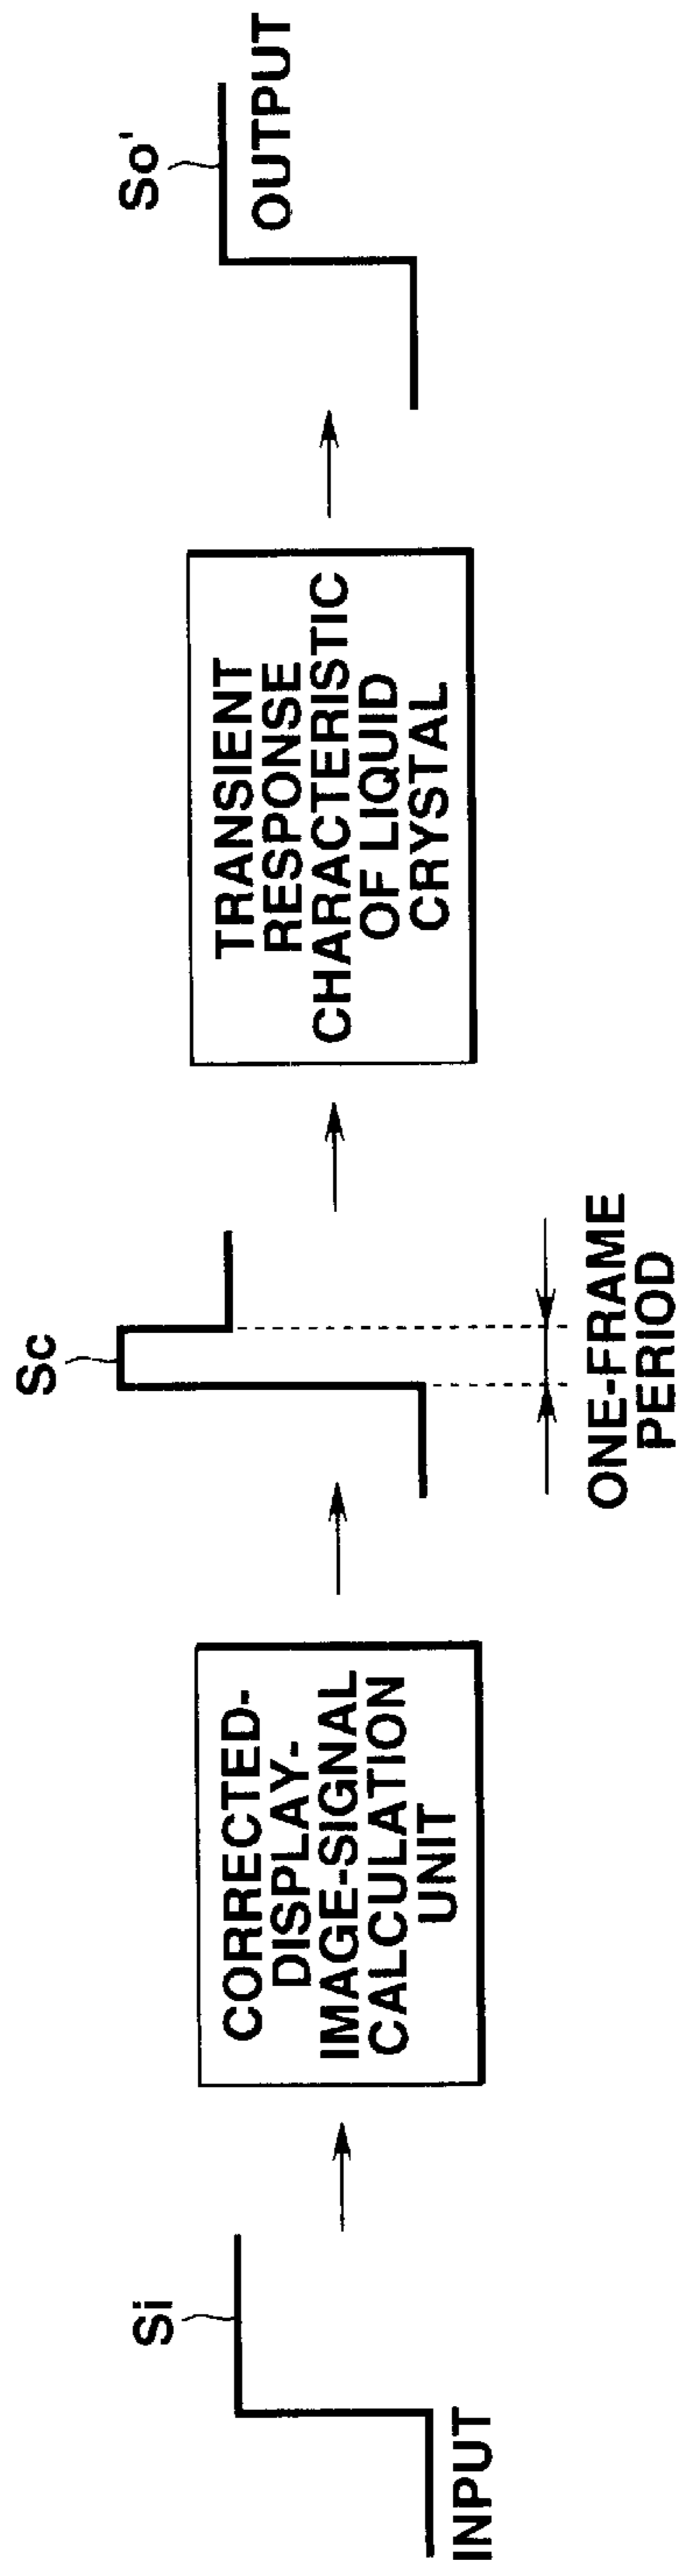 Si
INPUT
CORRECTED-
DISPLAY-
IMAGE-SIGNAL
CALCULATION
UNIT
Sc
ONE-FRAME
PERIOD
TRANSIENT
RESPONSE
CHARACTERISTIC
OF LIQUID
CRYSTAL
So'
OUTPUT